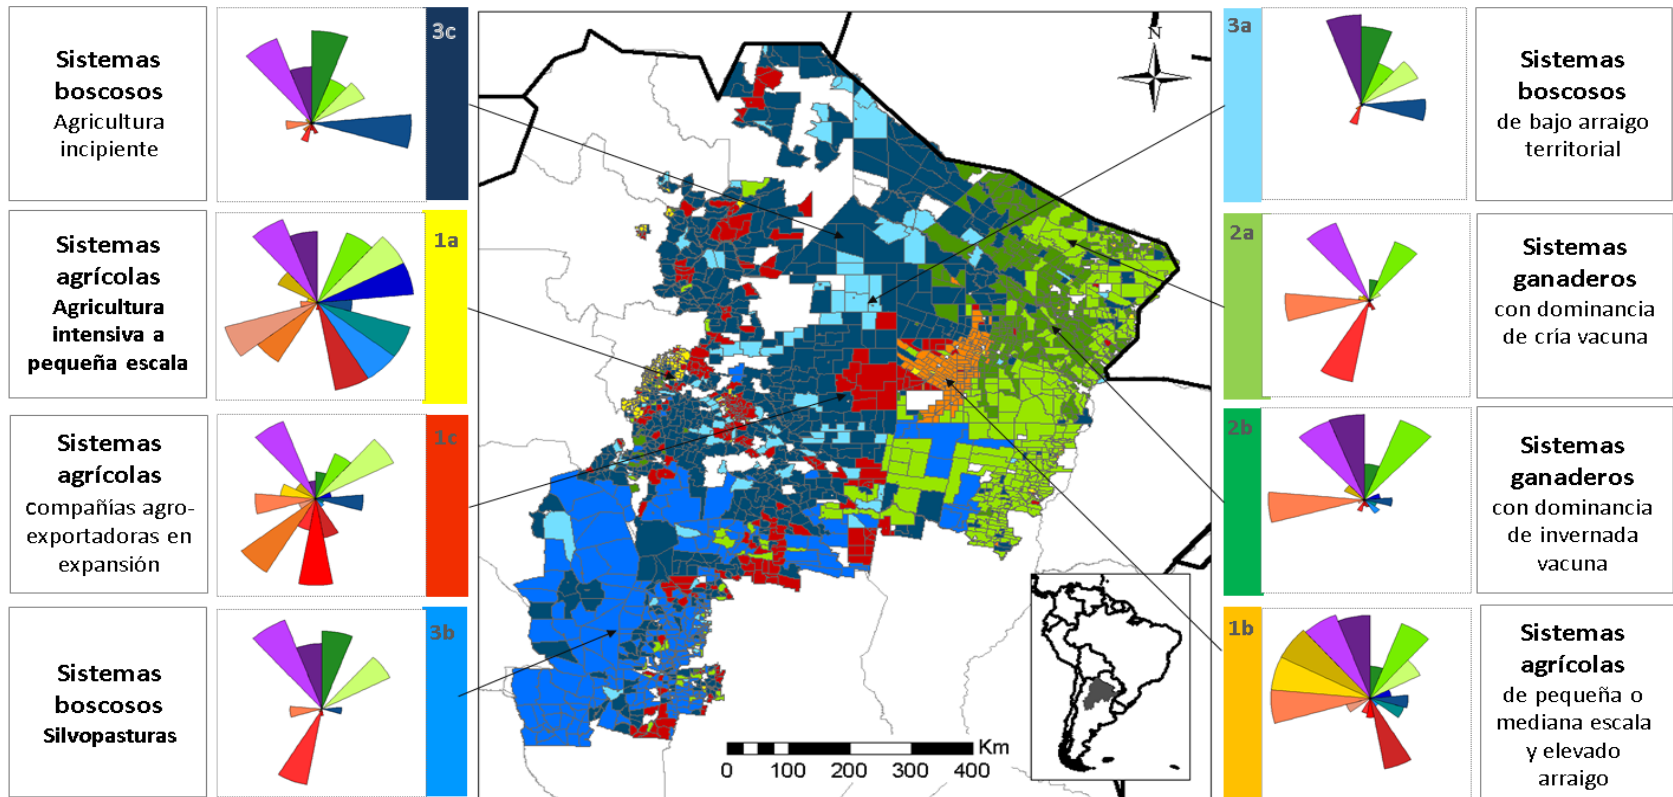 Sistemas
boscosos
Agricultura
incipiente
3c
Sistemas
agrícolas
Agricultura
intensiva a
pequeña escala
1a
Sistemas
agrícolas
compañías agro-
exportadoras en
expansión
1c
Sistemas
boscosos
Silvopasturas
3b
N
Km
0 100 200 300 400
3a
Sistemas
boscosos
de bajo arraigo
territorial
2a
Sistemas
ganaderos
con dominancia
de cría vacuna
2b
Sistemas
ganaderos
con dominancia
de invernada
vacuna
1b
Sistemas
agrícolas
de pequeña o
mediana escala
y elevado
arraigo